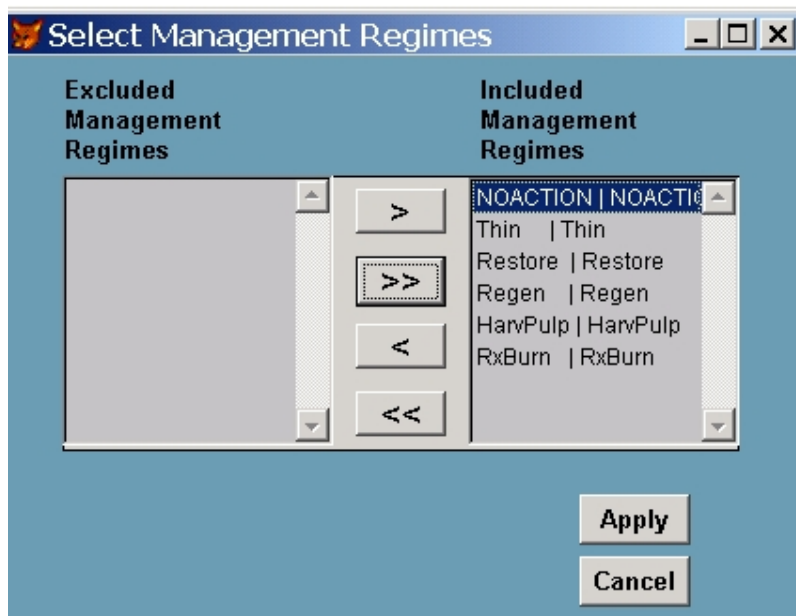 Select Management Regimes
Excluded
Management
Regimes
Included
Management
Regimes
>
>>
<
<<
NOACTION | NOACTIO
Thin | Thin
Restore | Restore
Regen | Regen
HarvPulp | HarvPulp
RxBurn | RxBurn
Apply
Cancel